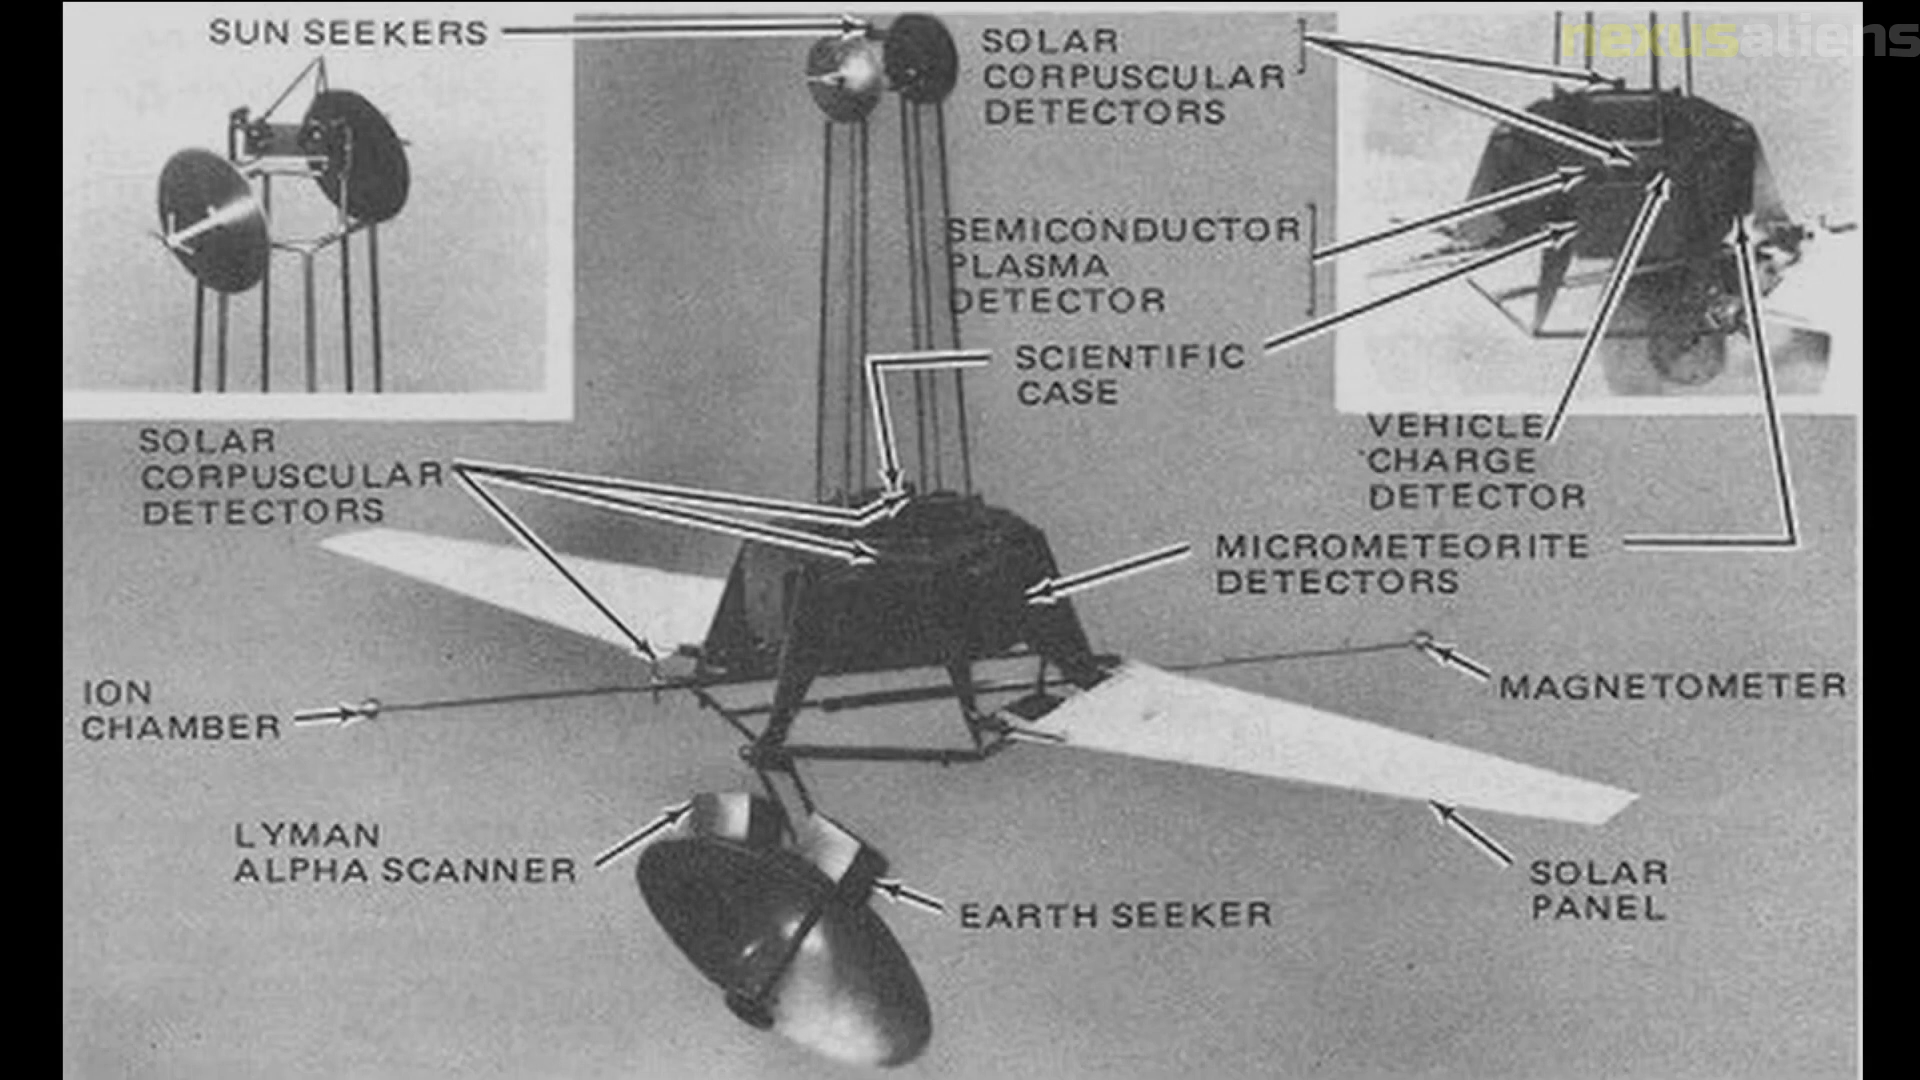 SUN SEEKERS
SOLAR
CORPUSCULAR
DETECTORS
nexusaliens
SEMICONDUCTOR
PLASMA
DETECTOR
SCIENTIFIC
CASE
SOLAR
CORPUSCULAR
DETECTORS
VEHICLE
CHARGE
DETECTOR
MICROMETEORITE
DETECTORS
ION
CHAMBER
MAGNETOMETER
LYMAN
ALPHA SCANNER
EARTH SEEKER
SOLAR
PANEL